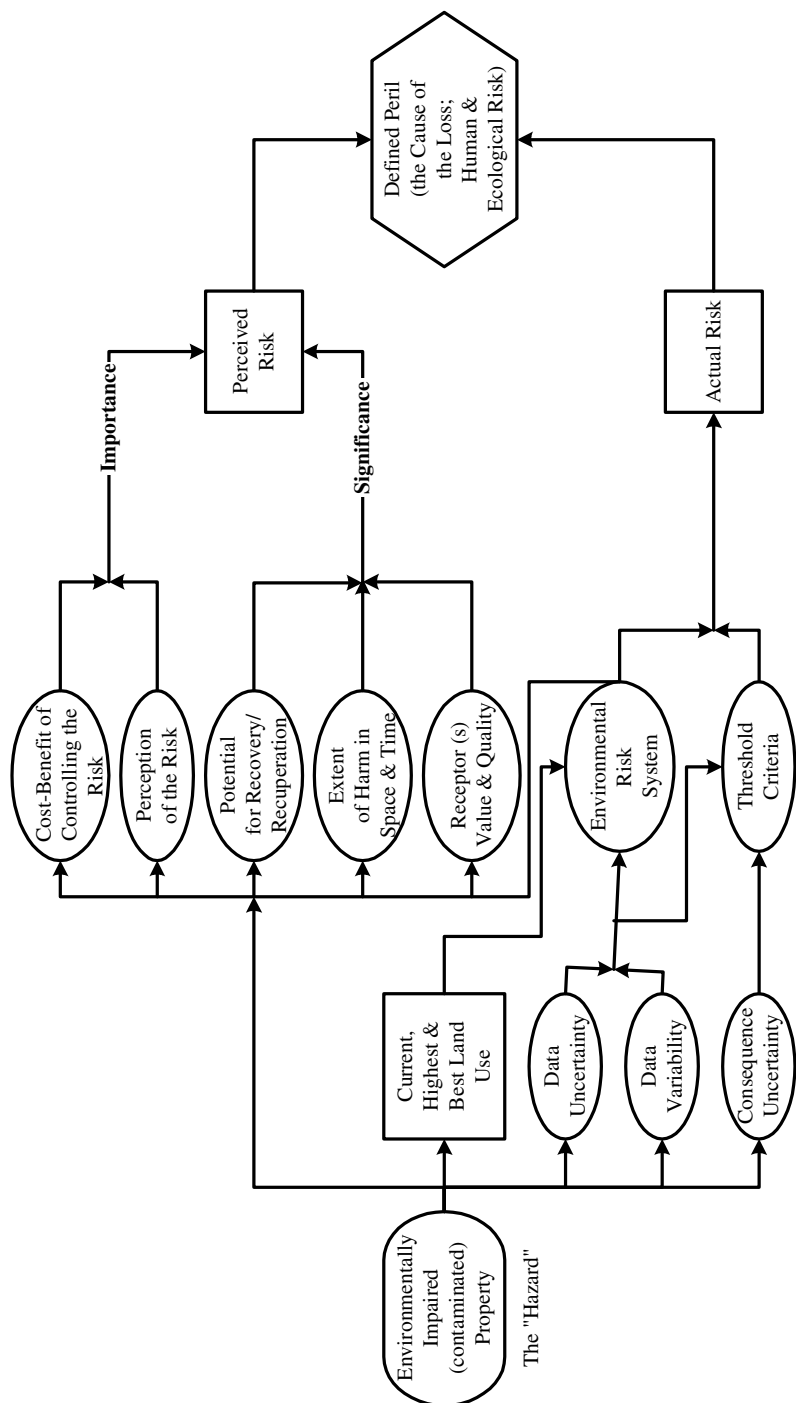 Environmentally
Impaired
(contaminated)
Property
The "Hazard"
Current,
Highest &
Best Land
Use
Data
Uncertainty
Data
Variability
Consequence
Uncertainty
Cost-Benefit of
Controlling the
Risk
Perception
of the Risk
Potential
for Recovery/
Recuperation
Extent
of Harm in
Space & Time
Receptor (s)
Value & Quality
Environmental
Risk
System
Threshold
Criteria
Importance
Significance
Perceived
Risk
Actual Risk
Defined Peril
(the Cause of
the Loss;
Human &
Ecological Risk)